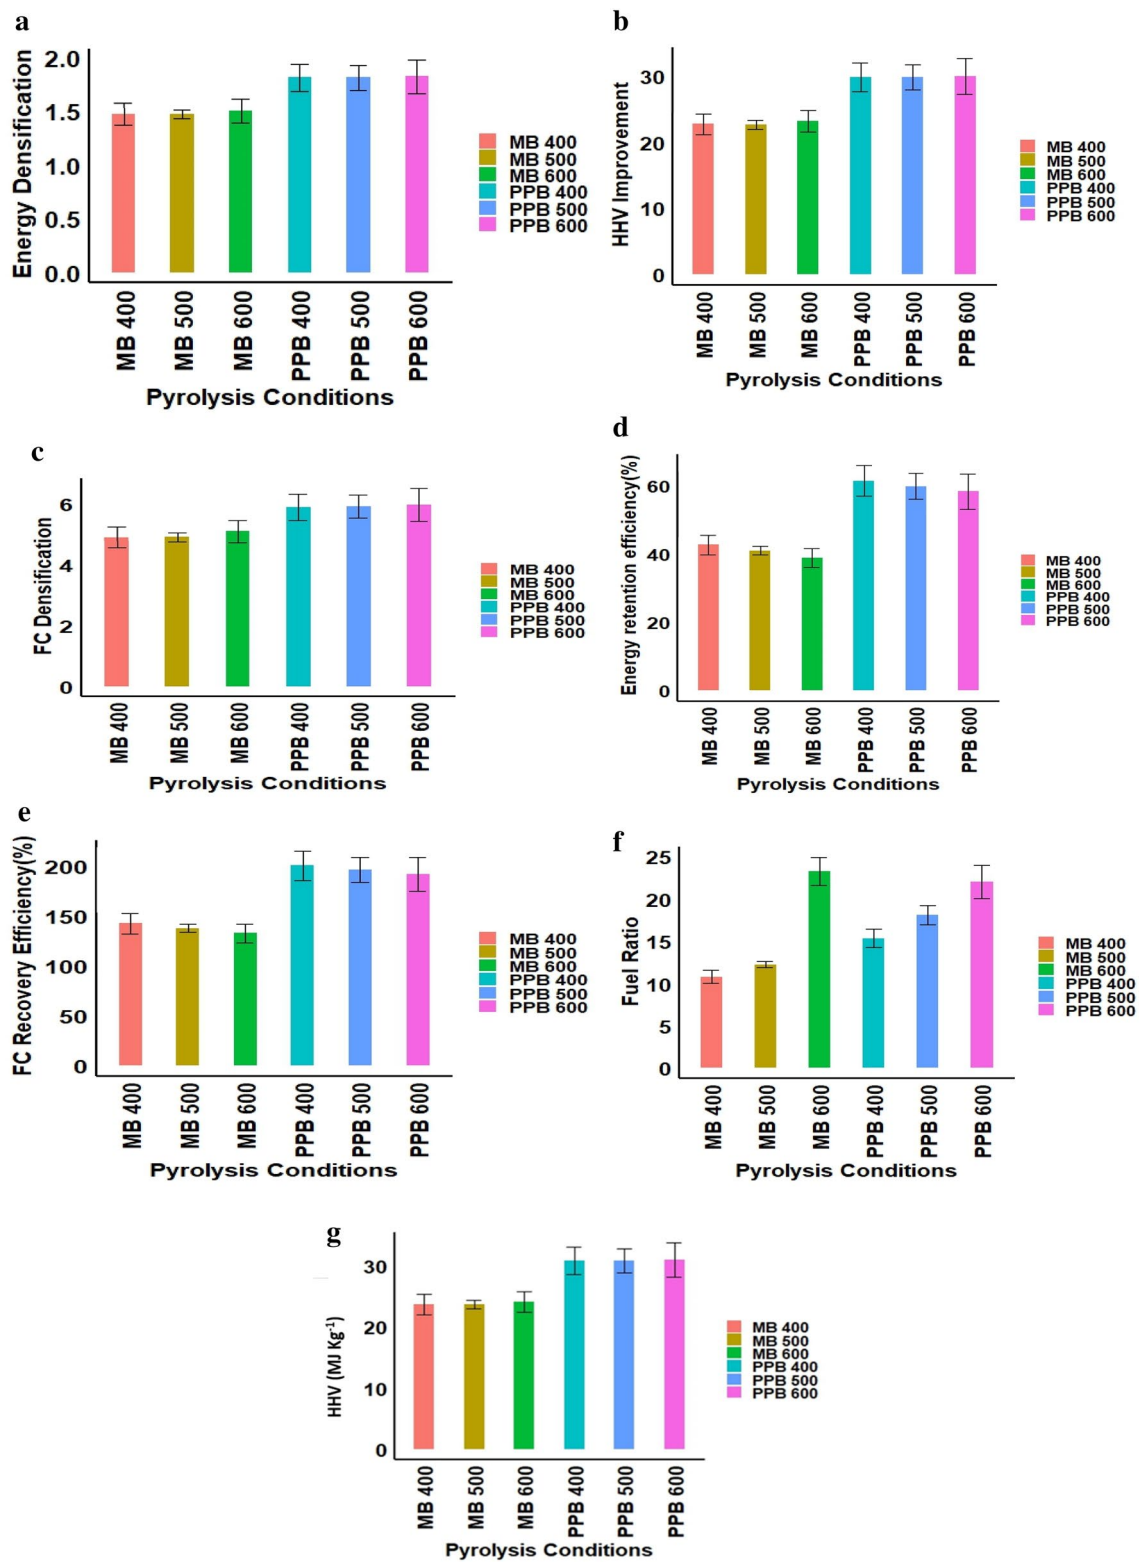 a
Energy Densification
2.0
1.5
1.0
0.5
0.0
MB 400
MB 500
MB 600
PPB 400
PPB 500
PPB 600
Pyrolysis Conditions
MB 400
MB 500
MB 600
PPB 400
PPB 500
PPB 600
b
HHV Improvement
30
20
10
0
MB 400
MB 500
MB 600
PPB 400
PPB 500
PPB 600
Pyrolysis Conditions
MB 400
MB 500
MB 600
PPB 400
PPB 500
PPB 600
c
FC Densification
6
4
2
0
MB 400
MB 500
MB 600
PPB 400
PPB 500
PPB 600
Pyrolysis Conditions
MB 400
MB 500
MB 600
PPB 400
PPB 500
PPB 600
d
Energy retention efficiency(%)
60
40
20
0
MB 400
MB 500
MB 600
PPB 400
PPB 500
PPB 600
Pyrolysis Conditions
MB 400
MB 500
MB 600
PPB 400
PPB 500
PPB 600
e
FC Recovery Efficiency(%)
200
150
100
50
0
MB 400
MB 500
MB 600
PPB 400
PPB 500
PPB 600
Pyrolysis Conditions
MB 400
MB 500
MB 600
PPB 400
PPB 500
PPB 600
f
Fuel Ratio
25
20
15
10
5
0
MB 400
MB 500
MB 600
PPB 400
PPB 500
PPB 600
Pyrolysis Conditions
MB 400
MB 500
MB 600
PPB 400
PPB 500
PPB 600
g
HHV (MJ Kg⁻¹)
30
20
10
0
MB 400
MB 500
MB 600
PPB 400
PPB 500
PPB 600
Pyrolysis Conditions
MB 400
MB 500
MB 600
PPB 400
PPB 500
PPB 600